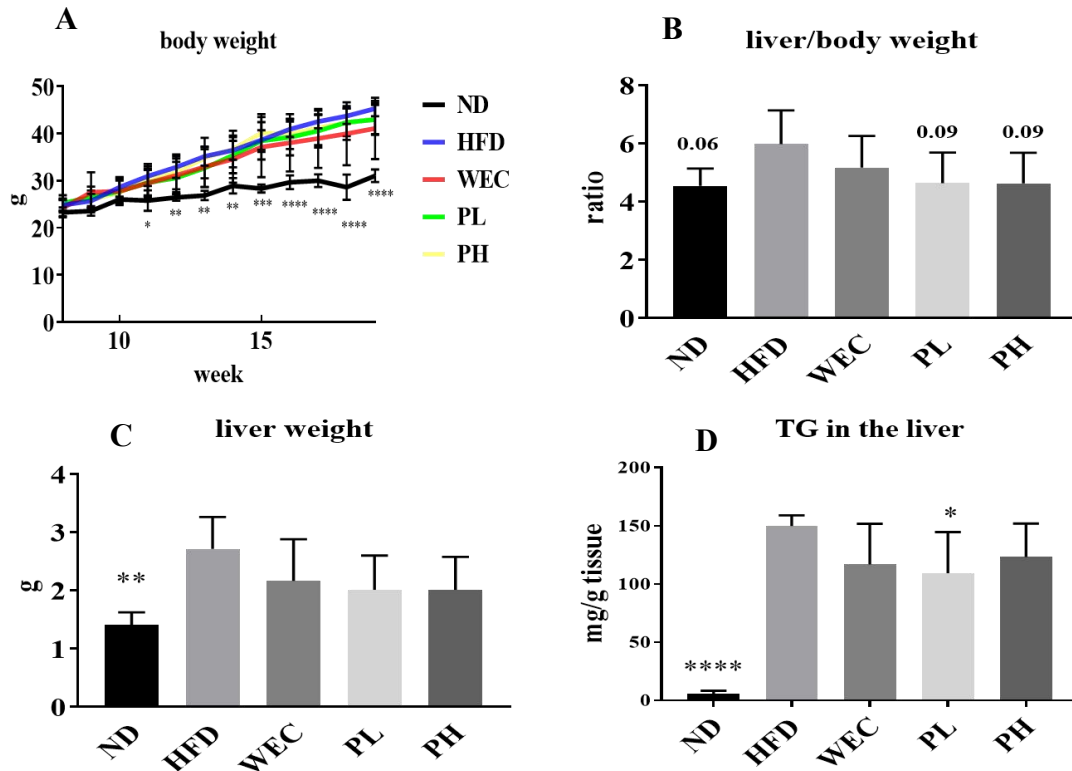 A
body weight
50
40
30
20
10
0
g
10
15
week
*
**
**
**
***
****
****
****
****
ND
HFD
WEC
PL
PH
B
liver/body weight
8
6
4
2
0
ratio
0.06
0.09
0.09
ND
HFD
WEC
PL
PH
C
liver weight
4
3
2
1
0
g
**
ND
HFD
WEC
PL
PH
D
TG in the liver
200
150
100
50
0
mg/g tissue
****
*
ND
HFD
WEC
PL
PH